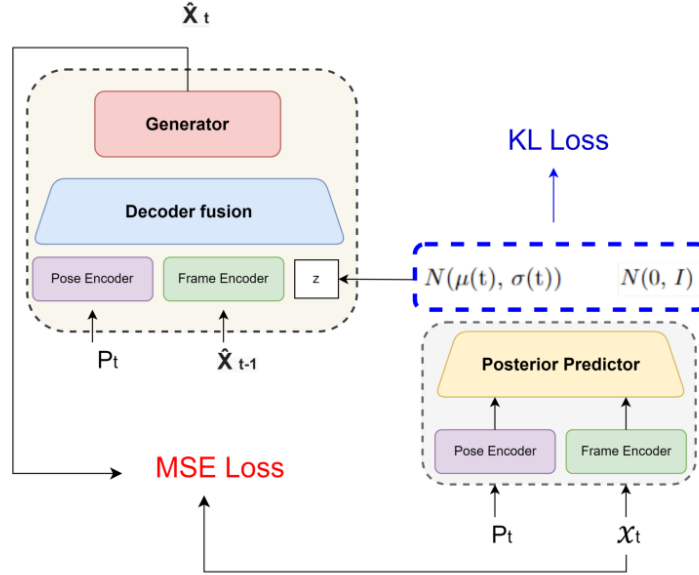 X̂ t
Generator
Decoder fusion
Pose Encoder
Frame Encoder
z
Pt
X̂ t-1
MSE Loss
KL Loss
N(μ(t), σ(t))
N(0, I)
Posterior Predictor
Pose Encoder
Frame Encoder
Pt
Xt